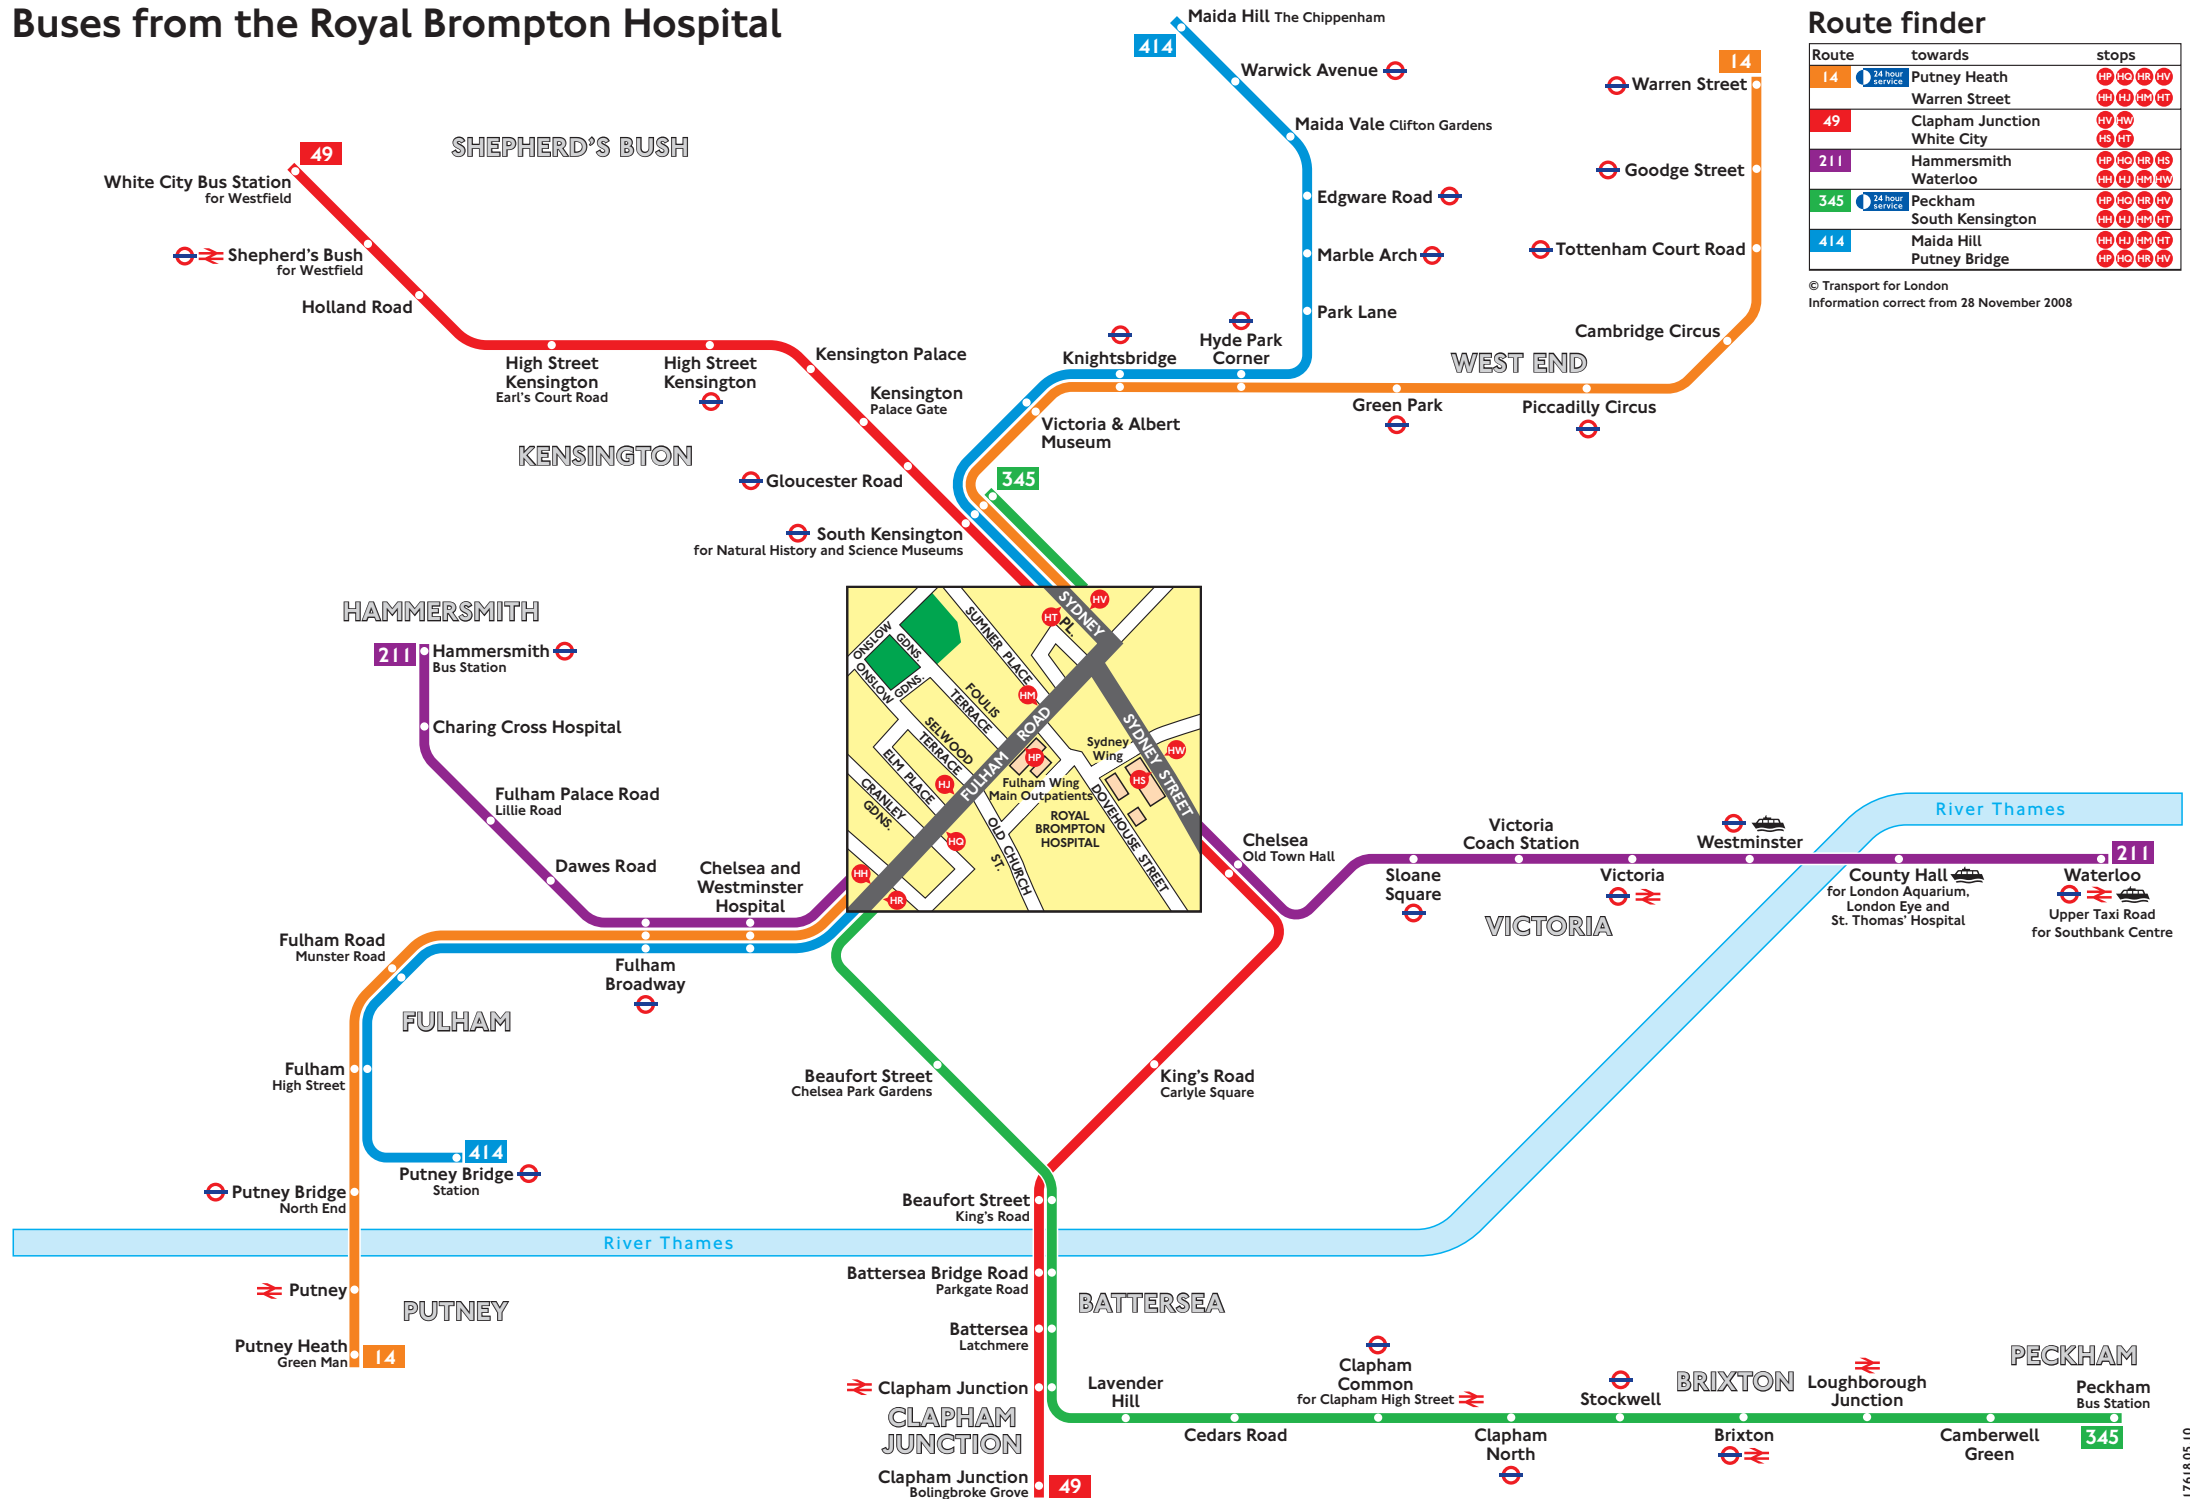 Buses from the Royal Brompton Hospital
Route finder
Route towards stops
14 24 hour service Putney Heath HP HQ HR HV
Warren Street HH HJ HM HT
49 Clapham Junction HV HW
White City HS HT
211 Hammersmith HP HQ HR HS
Waterloo HH HJ HM HW
345 24 hour service Peckham HP HQ HR HV
South Kensington HH HJ HM HT
414 Maida Hill HH HJ HM HT
Putney Bridge HP HQ HR HV
© Transport for London
Information correct from 28 November 2008
414
Maida Hill The Chippenham
Warwick Avenue
Maida Vale Clifton Gardens
Edgware Road
Marble Arch
Park Lane
Hyde Park
Corner
Knightsbridge
14
Warren Street
Goodge Street
Tottenham Court Road
Cambridge Circus
WEST END
Green Park
Piccadilly Circus
Victoria & Albert
Museum
SHEPHERD'S BUSH
49
White City Bus Station
for Westfield
Shepherd's Bush
for Westfield
Holland Road
High Street
Kensington
Earl's Court Road
High Street
Kensington
Kensington Palace
Kensington
Palace Gate
KENSINGTON
Gloucester Road
345
South Kensington
for Natural History and Science Museums
HAMMERSMITH
211
Hammersmith
Bus Station
Charing Cross Hospital
Fulham Palace Road
Lillie Road
Dawes Road
Chelsea and
Westminster
Hospital
ONSLOW
GDNS.
ONSLOW
GDNS.
SUMNER PLACE
SYDNEY
PL.
HT
HV
FOULIS
TERRACE
HM
SELWOOD
TERRACE
ELM PLACE
CRANLEY
GDNS.
FULHAM ROAD
SYDNEY STREET
Sydney
Wing
HW
HS
HP
HJ
Fulham Wing
Main Outpatients
ROYAL
BROMPTON
HOSPITAL
DOVEHOUSE STREET
OLD CHURCH
ST.
HQ
HH
HR
Chelsea
Old Town Hall
Sloane
Square
Victoria
Coach Station
Victoria
VICTORIA
Westminster
River Thames
County Hall
for London Aquarium,
London Eye and
St. Thomas' Hospital
211
Waterloo
Upper Taxi Road
for Southbank Centre
Fulham Road
Munster Road
Fulham
Broadway
FULHAM
Fulham
High Street
414
Putney Bridge
Station
Putney Bridge
North End
River Thames
Putney
PUTNEY
Putney Heath
Green Man
14
Beaufort Street
Chelsea Park Gardens
King's Road
Carlyle Square
Beaufort Street
King's Road
Battersea Bridge Road
Parkgate Road
BATTERSEA
Battersea
Latchmere
Clapham Junction
CLAPHAM
JUNCTION
Clapham Junction
Bolingbroke Grove
49
Lavender
Hill
Cedars Road
Clapham
Common
for Clapham High Street
Clapham
North
Stockwell
BRIXTON
Brixton
Loughborough
Junction
Camberwell
Green
PECKHAM
Peckham
Bus Station
345